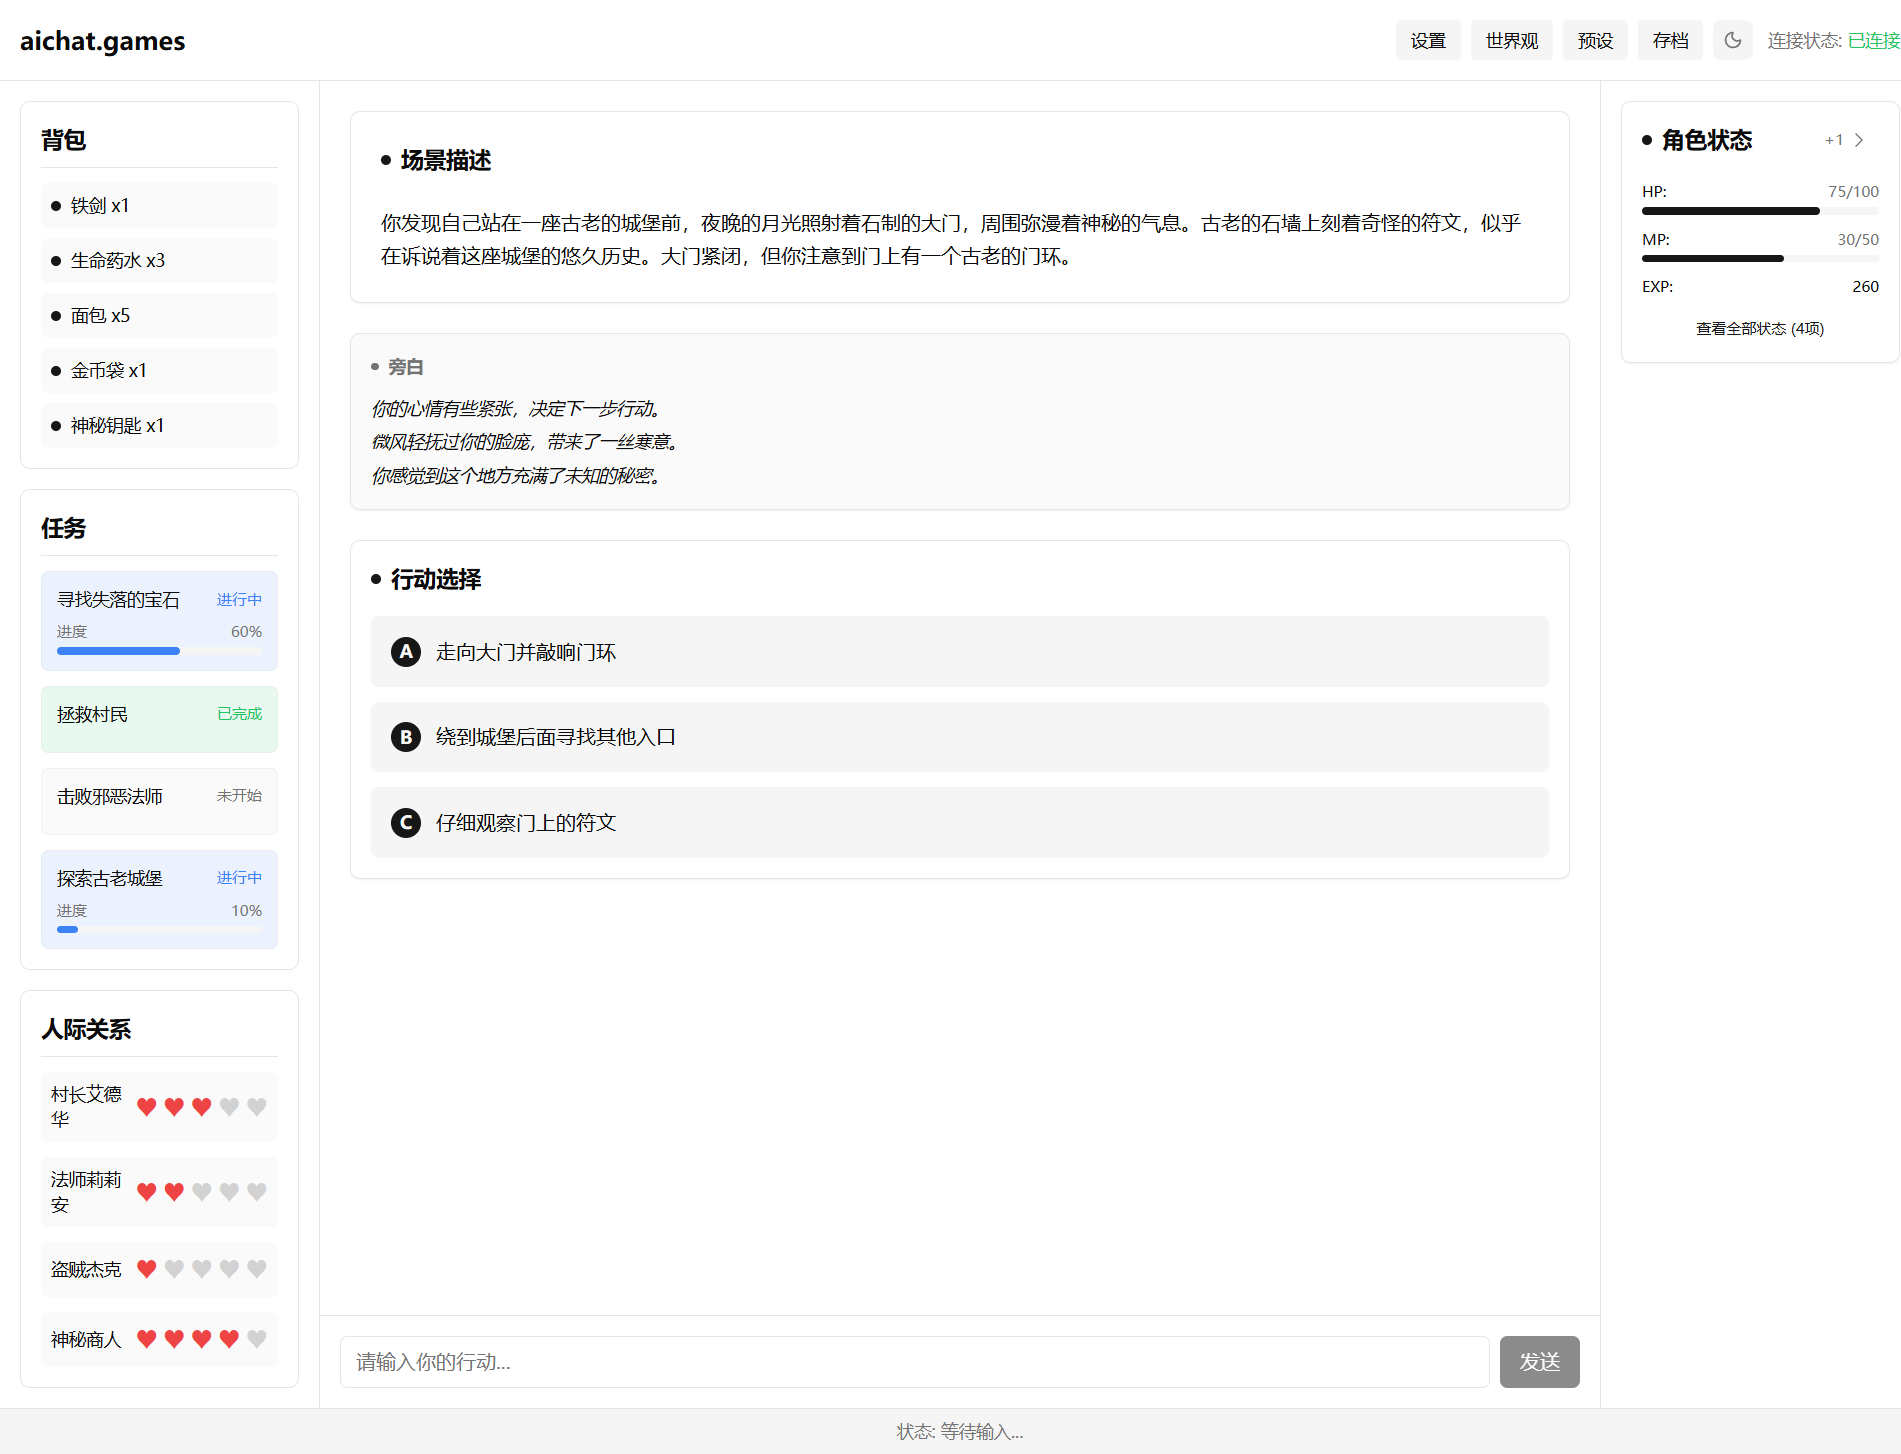 aichat.games
设置
世界观
预设
存档
连接状态: 已连接
背包
铁剑 x1
生命药水 x3
面包 x5
金币袋 x1
神秘钥匙 x1
任务
寻找失落的宝石 进行中
进度 60%
拯救村民 已完成
击败邪恶法师 未开始
探索古老城堡 进行中
进度 10%
人际关系
村长艾德
华
法师莉莉
安
盗贼杰克
神秘商人
场景描述
你发现自己站在一座古老的城堡前，夜晚的月光照射着石制的大门，周围弥漫着神秘的气息。古老的石墙上刻着奇怪的符文，似乎
在诉说着这座城堡的悠久历史。大门紧闭，但你注意到门上有一个古老的门环。
旁白
你的心情有些紧张，决定下一步行动。
微风轻抚过你的脸庞，带来了一丝寒意。
你感觉到这个地方充满了未知的秘密。
行动选择
A 走向大门并敲响门环
B 绕到城堡后面寻找其他入口
C 仔细观察门上的符文
请输入你的行动...
发送
角色状态 +1
HP: 75/100
MP: 30/50
EXP: 260
查看全部状态 (4项)
状态: 等待输入...